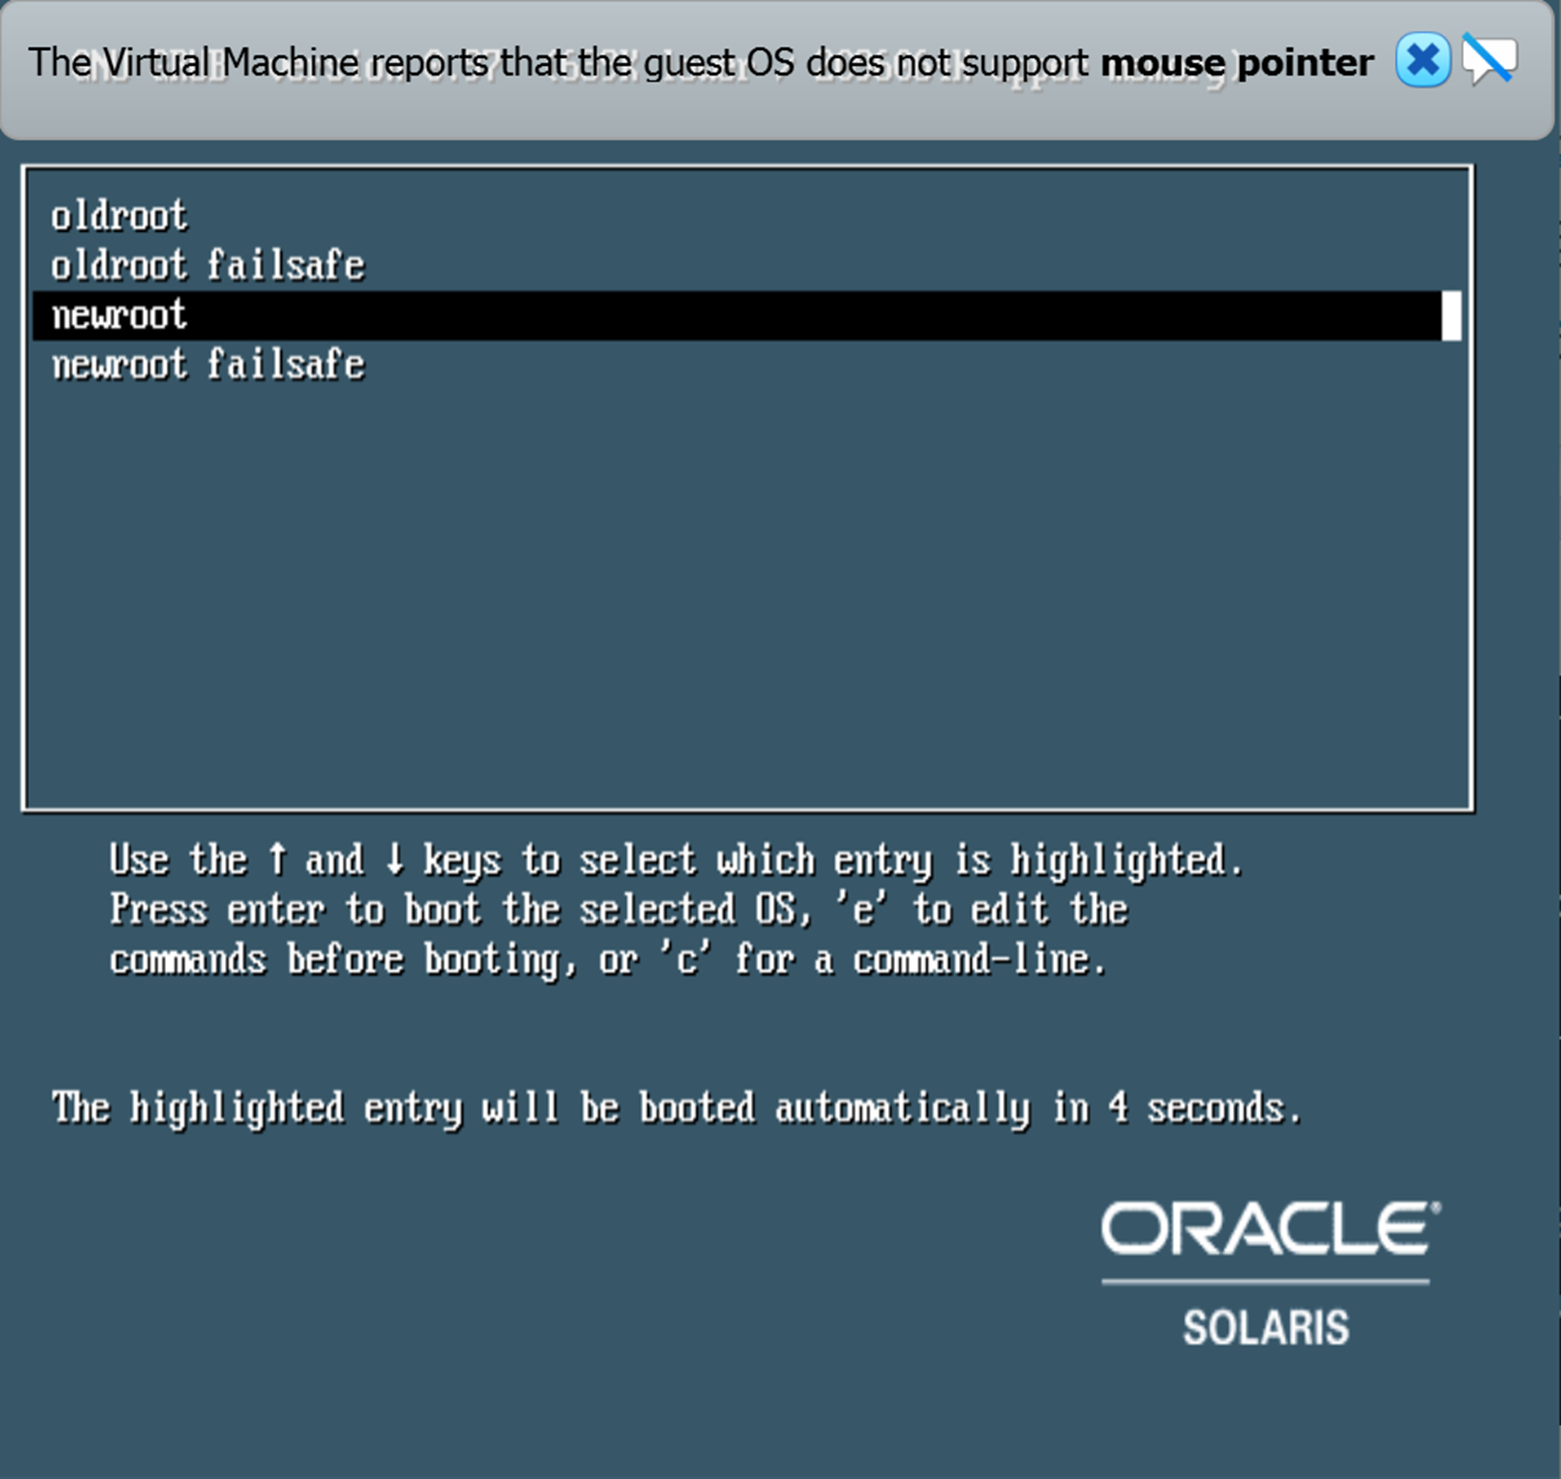 The Virtual Machine reports that the guest OS does not support mouse pointer
oldroot
oldroot failsafe
newroot
newroot failsafe
Use the ↑ and ↓ keys to select which entry is highlighted.
Press enter to boot the selected OS, 'e' to edit the
commands before booting, or 'c' for a command-line.
The highlighted entry will be booted automatically in 4 seconds.
ORACLE®
SOLARIS